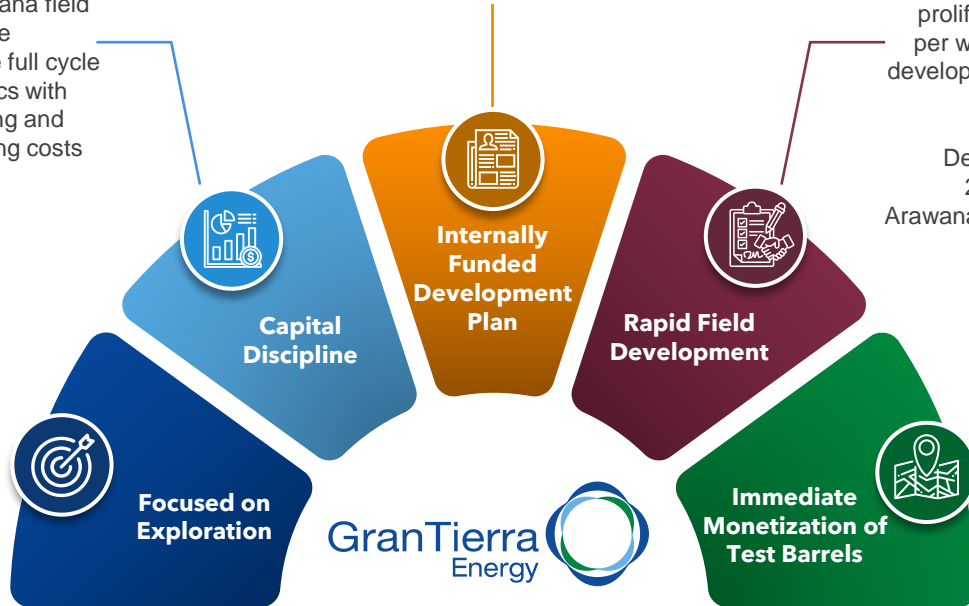 ana field
e
e full cycle
cs with
ng and
ng costs
prolif
per w
develop
De
2
Arawana
Internally
Funded
Development
Plan
Capital
Discipline
Rapid Field
Development
Focused on
Exploration
Immediate
Monetization of
Test Barrels
GranTierra
Energy